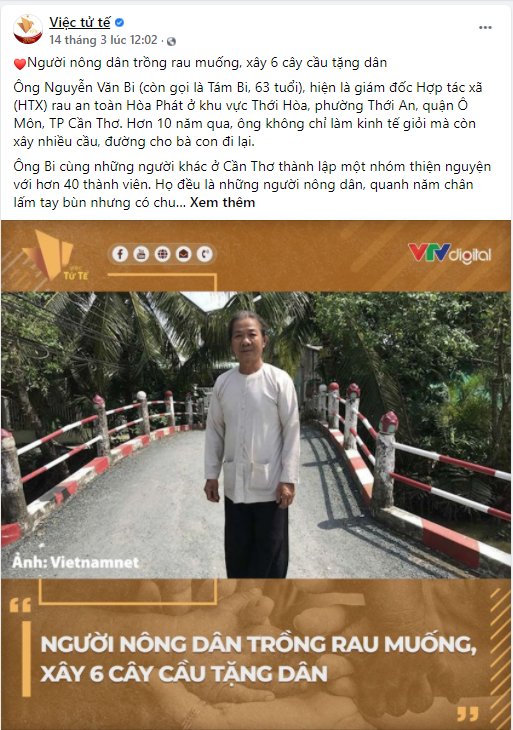 Việc tử tế
14 tháng 3 lúc 12:02 ·
Người nông dân trồng rau muống, xây 6 cây cầu tặng dân
Ông Nguyễn Văn Bi (còn gọi là Tám Bi, 63 tuổi), hiện là giám đốc Hợp tác xã
(HTX) rau an toàn Hòa Phát ở khu vực Thới Hòa, phường Thới An, quận Ô
Môn, TP Cần Thơ. Hơn 10 năm qua, ông không chỉ làm kinh tế giỏi mà còn
xây nhiều cầu, đường cho bà con đi lại.
Ông Bi cùng những người khác ở Cần Thơ thành lập một nhóm thiện nguyện
với hơn 40 thành viên. Họ đều là những người nông dân, quanh năm chân
lấm tay bùn nhưng có chu... Xem thêm
VIỆC
TỬ TẾ
VTVdigital
Ảnh: Vietnamnet
NGƯỜI NÔNG DÂN TRỒNG RAU MUỐNG,
XÂY 6 CÂY CẦU TẶNG DÂN